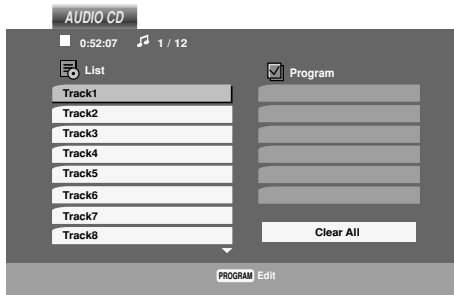 AUDIO CD
0:52:07 1 / 12
List
Program
Track1
Track2
Track3
Track4
Track5
Track6
Track7
Track8
Clear All
PROGRAM Edit